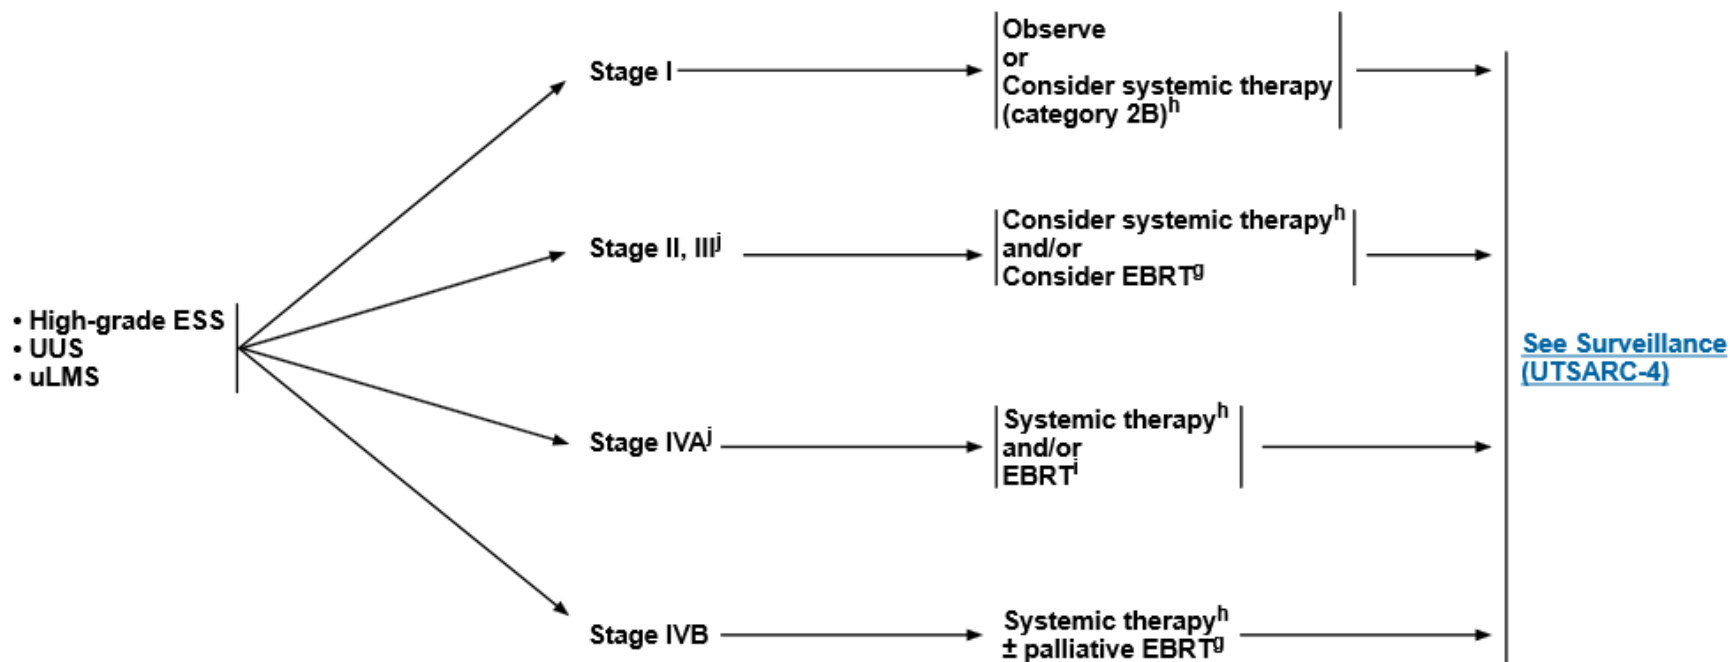 • High-grade ESS
• UUS
• uLMS
Stage I
Observe
or
Consider systemic therapy
(category 2B)h
Stage II, IIIj
Consider systemic therapyh
and/or
Consider EBRTg
Stage IVAj
Systemic therapyh
and/or
EBRTi
Stage IVB
Systemic therapyh
± palliative EBRTg
See Surveillance
(UTSARC-4)